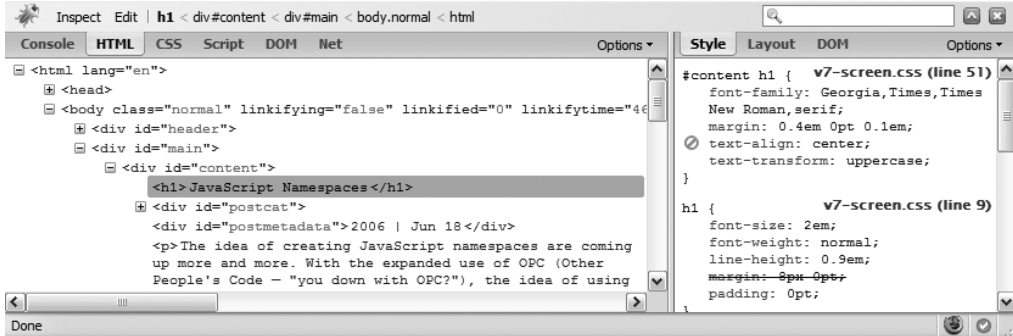 Inspect Edit | h1 < div#content < div#main < body.normal < html
Console HTML CSS Script DOM Net Options
<html lang="en">
<head>
<body class="normal" linkifying="false" linkified="0" linkifytime="46
<div id="header">
<div id="main">
<div id="content">
<h1>JavaScript Namespaces</h1>
<div id="postcat">
<div id="postmetadata">2006 | Jun 18</div>
<p>The idea of creating JavaScript namespaces are coming
up more and more. With the expanded use of OPC (Other
People's Code — "you down with OPC?"), the idea of using
Style Layout DOM Options
#content h1 { v7-screen.css (line 51)
font-family: Georgia,Times,Times
New Roman,serif;
margin: 0.4em 0pt 0.1em;
text-align: center;
text-transform: uppercase;
}
h1 { v7-screen.css (line 9)
font-size: 2em;
font-weight: normal;
line-height: 0.9em;
margin: 8px 0pt;
padding: 0pt;
}
Done